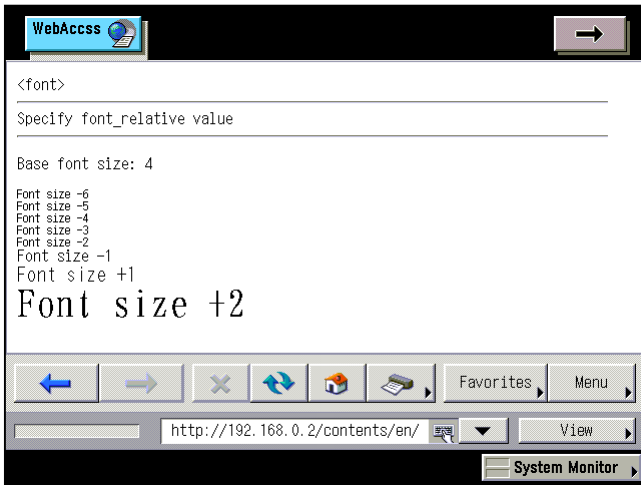 WebAccss
<font>
Specify font_relative value
Base font size: 4
Font size -6
Font size -5
Font size -4
Font size -3
Font size -2
Font size -1
Font size +1
Font size +2
Favorites
Menu
http://192.168.0.2/contents/en/
View
System Monitor